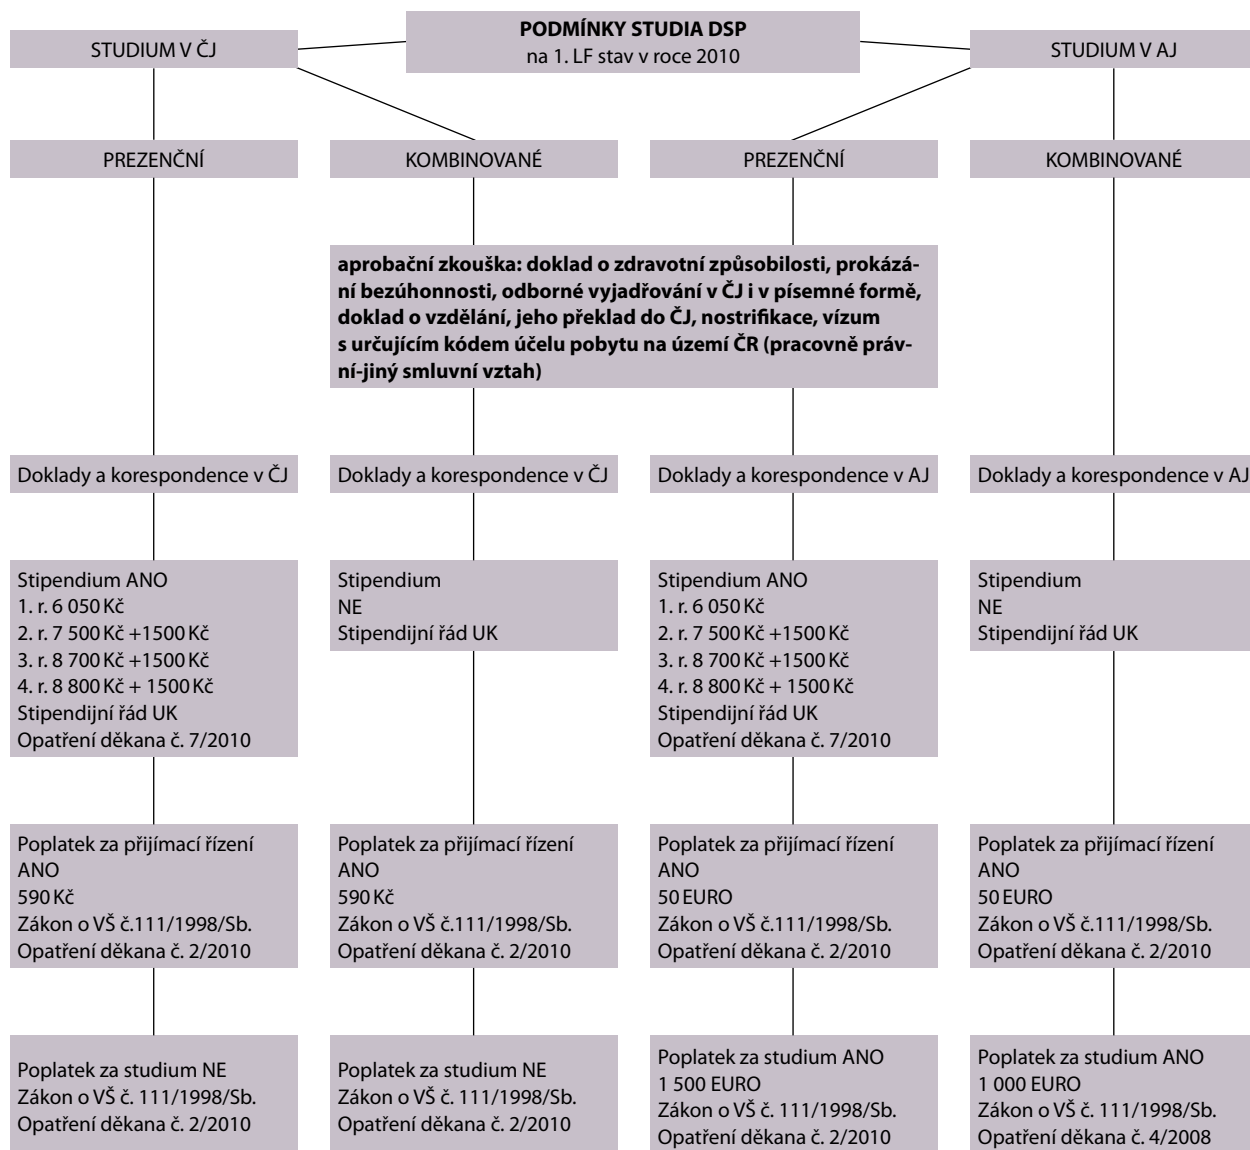 PODMÍNKY STUDIA DSP
na 1. LF stav v roce 2010
STUDIUM V ČJ
STUDIUM V AJ
PREZENČNÍ
KOMBINOVANÉ
PREZENČNÍ
KOMBINOVANÉ
aprobační zkouška: doklad o zdravotní způsobilosti, prokázá-
ní bezúhonnosti, odborné vyjadřování v ČJ i v písemné formě,
doklad o vzdělání, jeho překlad do ČJ, nostrifikace, vízum
s určujícím kódem účelu pobytu na území ČR (pracovně práv-
ní-jiný smluvní vztah)
Doklady a korespondence v ČJ
Doklady a korespondence v ČJ
Doklady a korespondence v AJ
Doklady a korespondence v AJ
Stipendium ANO
1. r. 6 050 Kč
2. r. 7 500 Kč +1500 Kč
3. r. 8 700 Kč +1500 Kč
4. r. 8 800 Kč + 1500 Kč
Stipendijní řád UK
Opatření děkana č. 7/2010
Stipendium
NE
Stipendijní řád UK
Stipendium ANO
1. r. 6 050 Kč
2. r. 7 500 Kč +1500 Kč
3. r. 8 700 Kč +1500 Kč
4. r. 8 800 Kč + 1500 Kč
Stipendijní řád UK
Opatření děkana č. 7/2010
Stipendium
NE
Stipendijní řád UK
Poplatek za přijímací řízení
ANO
590 Kč
Zákon o VŠ č.111/1998/Sb.
Opatření děkana č. 2/2010
Poplatek za přijímací řízení
ANO
590 Kč
Zákon o VŠ č.111/1998/Sb.
Opatření děkana č. 2/2010
Poplatek za přijímací řízení
ANO
50 EURO
Zákon o VŠ č.111/1998/Sb.
Opatření děkana č. 2/2010
Poplatek za přijímací řízení
ANO
50 EURO
Zákon o VŠ č.111/1998/Sb.
Opatření děkana č. 2/2010
Poplatek za studium NE
Zákon o VŠ č. 111/1998/Sb.
Opatření děkana č. 2/2010
Poplatek za studium NE
Zákon o VŠ č. 111/1998/Sb.
Opatření děkana č. 2/2010
Poplatek za studium ANO
1 500 EURO
Zákon o VŠ č. 111/1998/Sb.
Opatření děkana č. 2/2010
Poplatek za studium ANO
1 000 EURO
Zákon o VŠ č. 111/1998/Sb.
Opatření děkana č. 4/2008